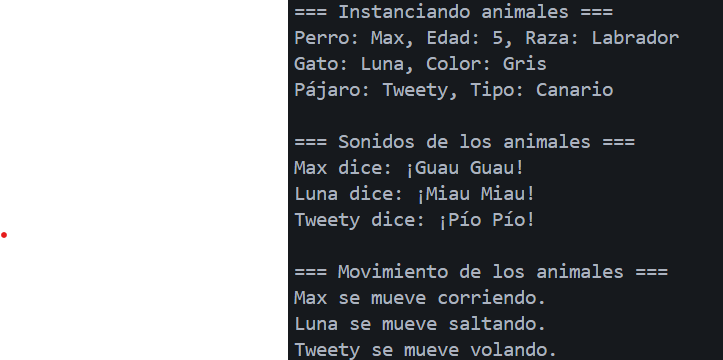 === Instanciando animales ===
Perro: Max, Edad: 5, Raza: Labrador
Gato: Luna, Color: Gris
Pájaro: Tweety, Tipo: Canario
=== Sonidos de los animales ===
Max dice: ¡Guau Guau!
Luna dice: ¡Miau Miau!
Tweety dice: ¡Pío Pío!
=== Movimiento de los animales ===
Max se mueve corriendo.
Luna se mueve saltando.
Tweety se mueve volando.